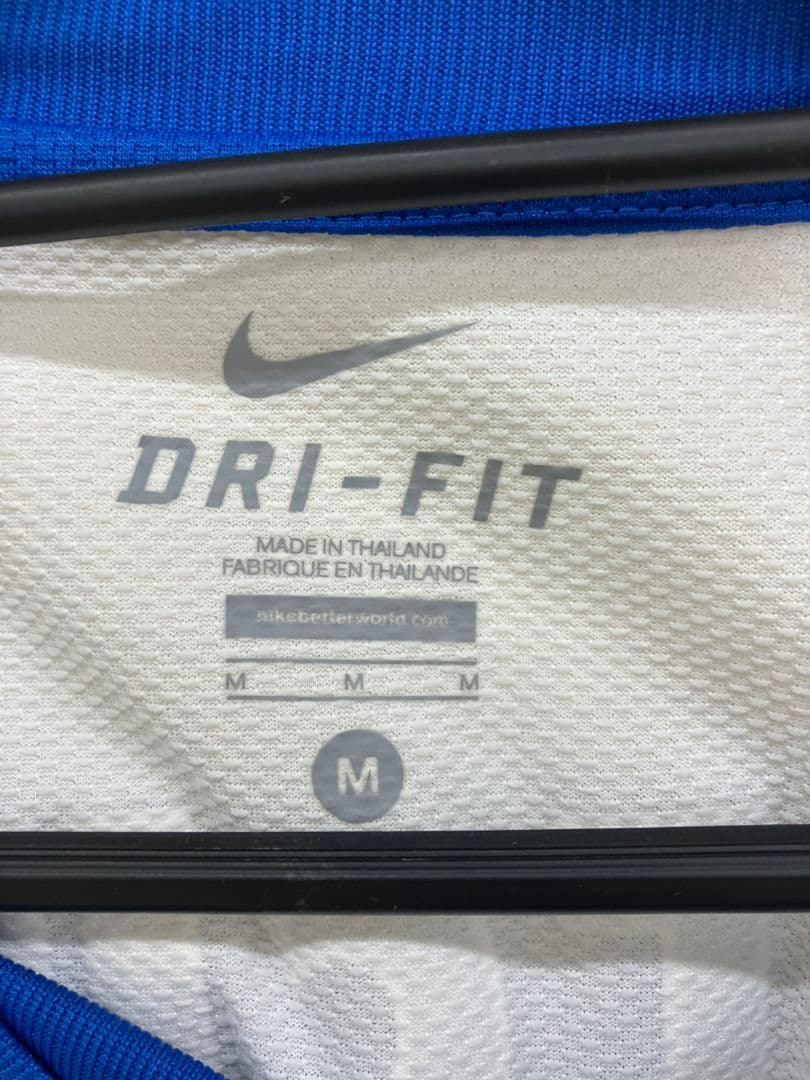 DRI-FIT
MADE IN THAILAND
FABRIQUE EN THAILANDE
nikebetterworld.com
M M M
M